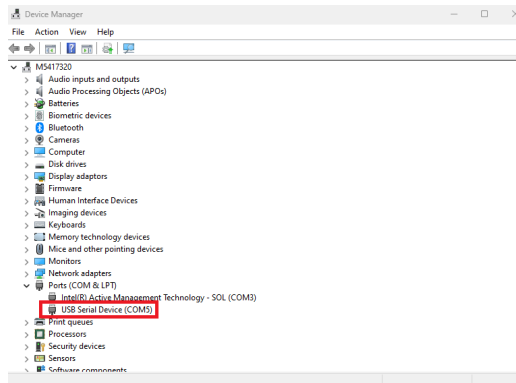 Device Manager
File Action View Help
M5417320
Audio inputs and outputs
Audio Processing Objects (APOs)
Batteries
Biometric devices
Bluetooth
Cameras
Computer
Disk drives
Display adaptors
Firmware
Human Interface Devices
Imaging devices
Keyboards
Memory technology devices
Mice and other pointing devices
Monitors
Network adapters
Ports (COM & LPT)
Intel(R) Active Management Technology - SOL (COM3)
USB Serial Device (COM5)
Print queues
Processors
Security devices
Sensors
Software components